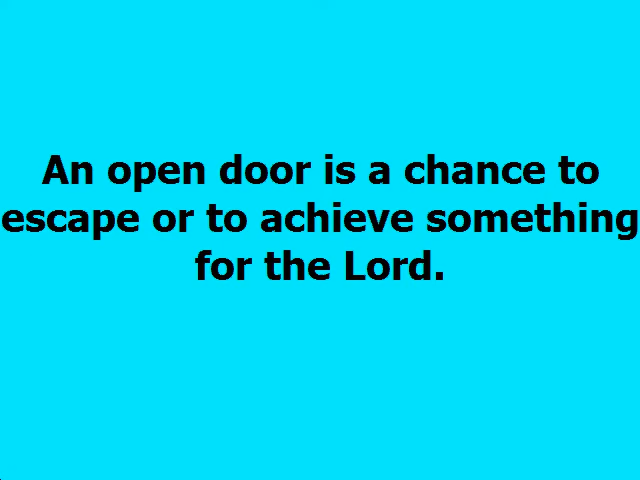 An open door is a chance to
escape or to achieve something
for the Lord.